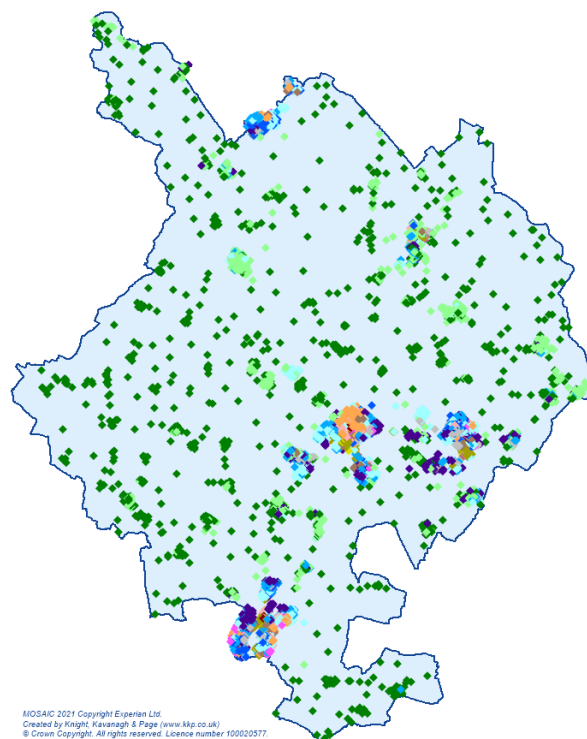 MOSAIC 2021 Copyright Experian Ltd.
Created by Knight, Kavanagh & Page (www.kkp.co.uk)
© Crown Copyright. All rights reserved. Licence number 100020577.